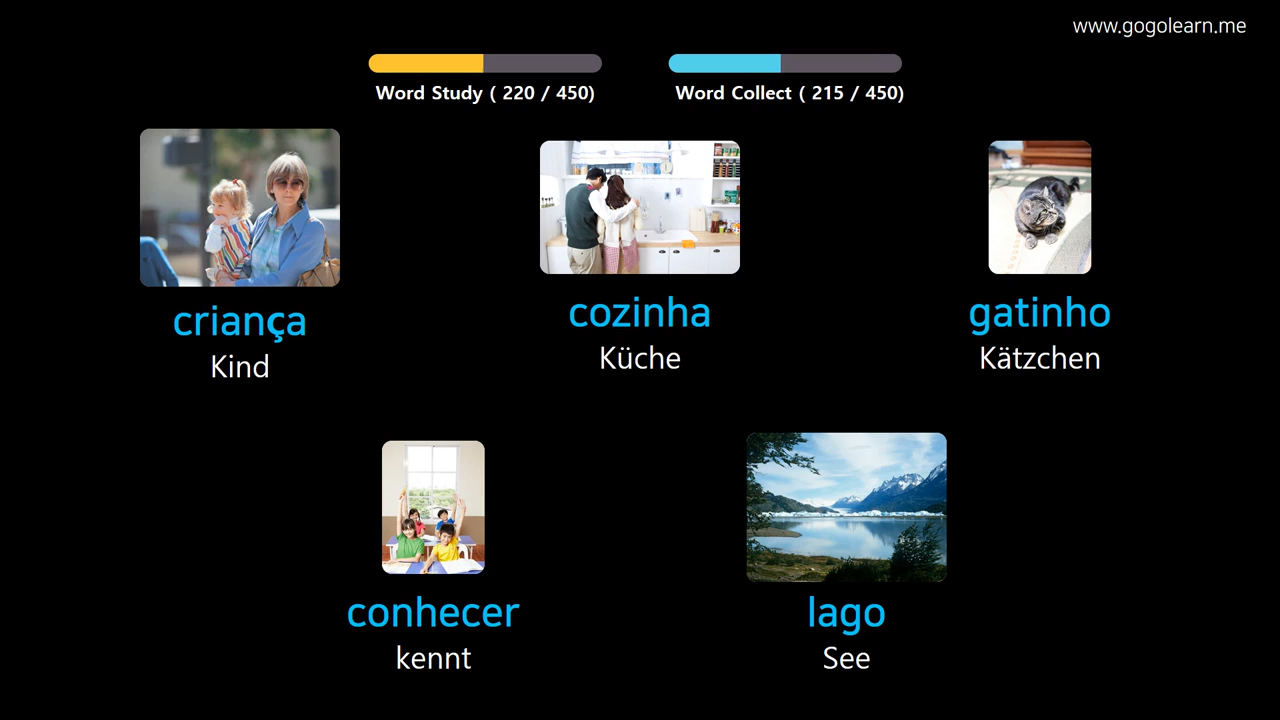 www.gogolearn.me
Word Study ( 220 / 450)
Word Collect ( 215 / 450)
criança
Kind
cozinha
Küche
gatinho
Kätzchen
conhecer
kennt
lago
See